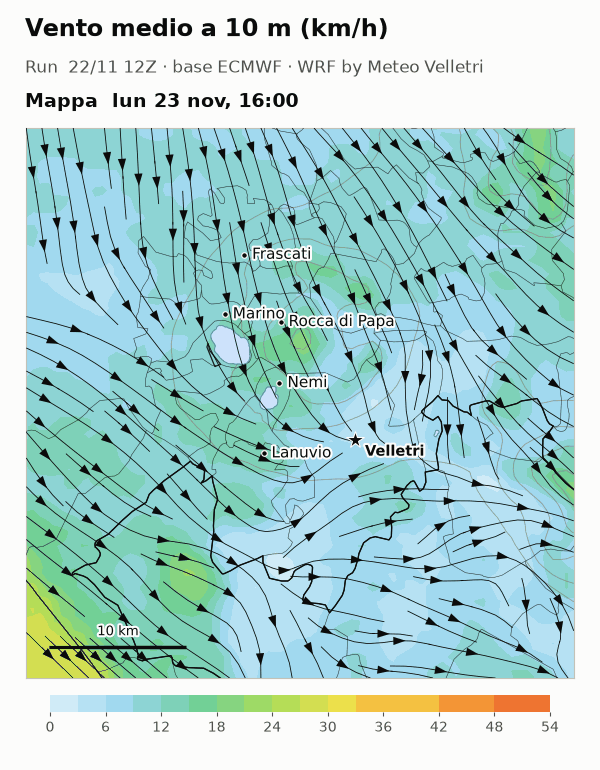 Vento medio a 10 m (km/h)
Run  22/11 12Z · base ECMWF · WRF by Meteo Velletri
Mappa  lun 23 nov, 16:00
Frascati
Marino
Rocca di Papa
Nemi
Velletri
Lanuvio
10 km
0 6 12 18 24 30 36 42 48 54